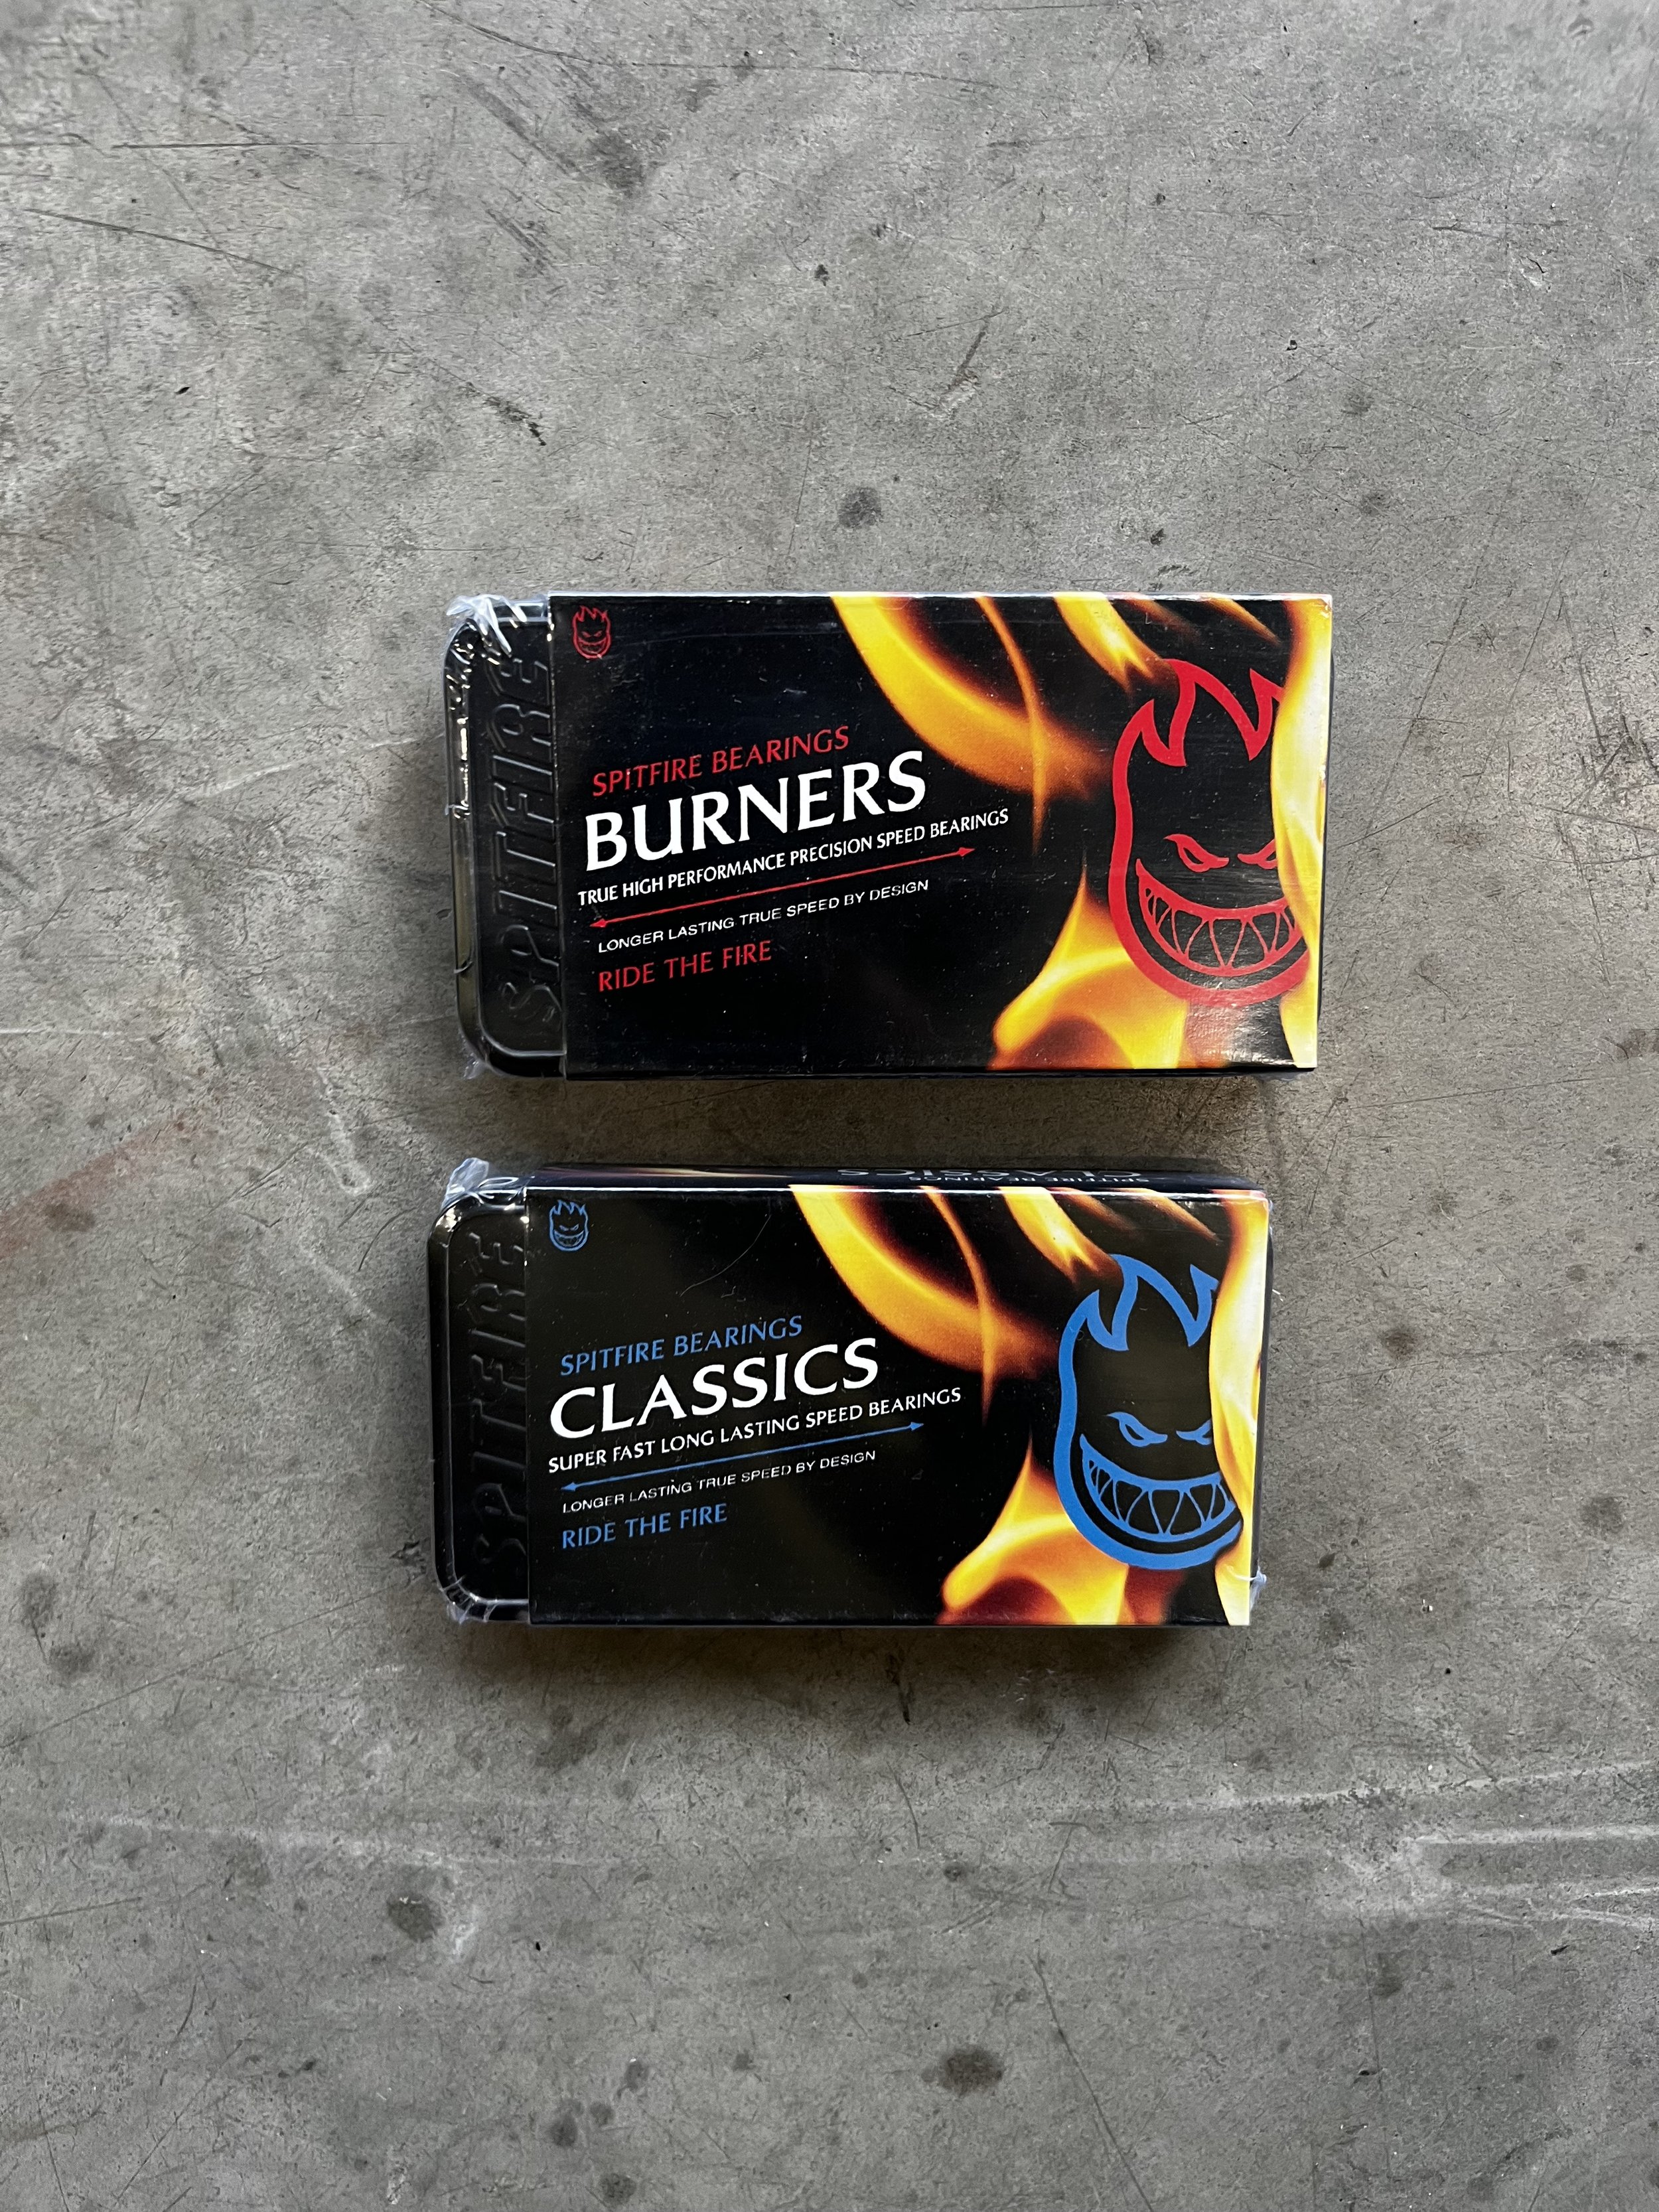 SPITFIRE
SPITFIRE BEARINGS
BURNERS
TRUE HIGH PERFORMANCE PRECISION SPEED BEARINGS
LONGER LASTING TRUE SPEED BY DESIGN
RIDE THE FIRE
SPITFIRE BEARINGS
CLASSICS
SPITFIRE
SPITFIRE BEARINGS
CLASSICS
SUPER FAST LONG LASTING SPEED BEARINGS
LONGER LASTING TRUE SPEED BY DESIGN
RIDE THE FIRE